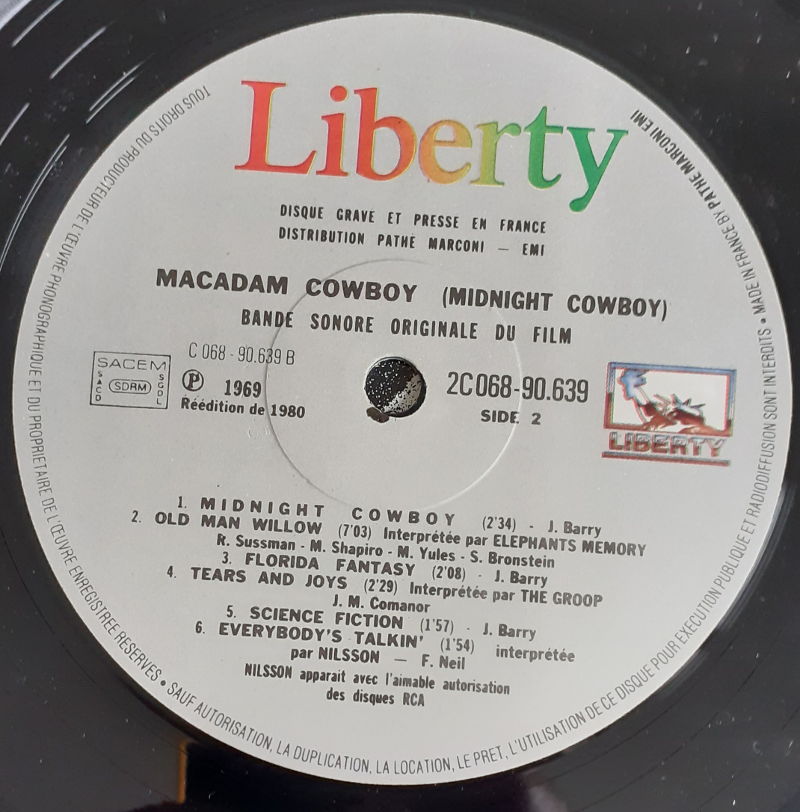 Liberty
DISQUE GRAVÉ ET PRESSE EN FRANCE
DISTRIBUTION PATHÉ MARCONI — EMI
MACADAM COWBOY (MIDNIGHT COWBOY)
BANDE SONORE ORIGINALE DU FILM
SACEM
SACD
SDRM
SGDL
C 068 - 90.639 B
Ⓟ 1969
Réédition de 1980
2C 068-90.639
SIDE 2
LIBERTY
1. MIDNIGHT COWBOY (2'34) - J. Barry
2. OLD MAN WILLOW (7'03) Interprétée par ELEPHANTS MEMORY
R. Sussman - M. Shapiro - M. Yules - S. Bronstein
3. FLORIDA FANTASY (2'08) - J. Barry
4. TEARS AND JOYS (2'29) Interprétée par THE GROOP
J. M. Comanor
5. SCIENCE FICTION (1'57) - J. Barry
6. EVERYBODY'S TALKIN' (1'54) interprétée
par NILSSON — F. Neil
NILSSON apparait avec l'aimable autorisation
des disques RCA
TOUS DROITS DU PRODUCTEUR DE L'ŒUVRE PHONOGRAPHIQUE ET DU PROPRIETAIRE DE L'ŒUVRE ENREGISTREE RESERVES • SAUF AUTORISATION, LA DUPLICATION, LA LOCATION, LE PRET, L'UTILISATION DE CE DISQUE POUR EXECUTION PUBLIQUE ET RADIODIFFUSION SONT INTERDITS • MADE IN FRANCE BY PATHE MARCONI EMI